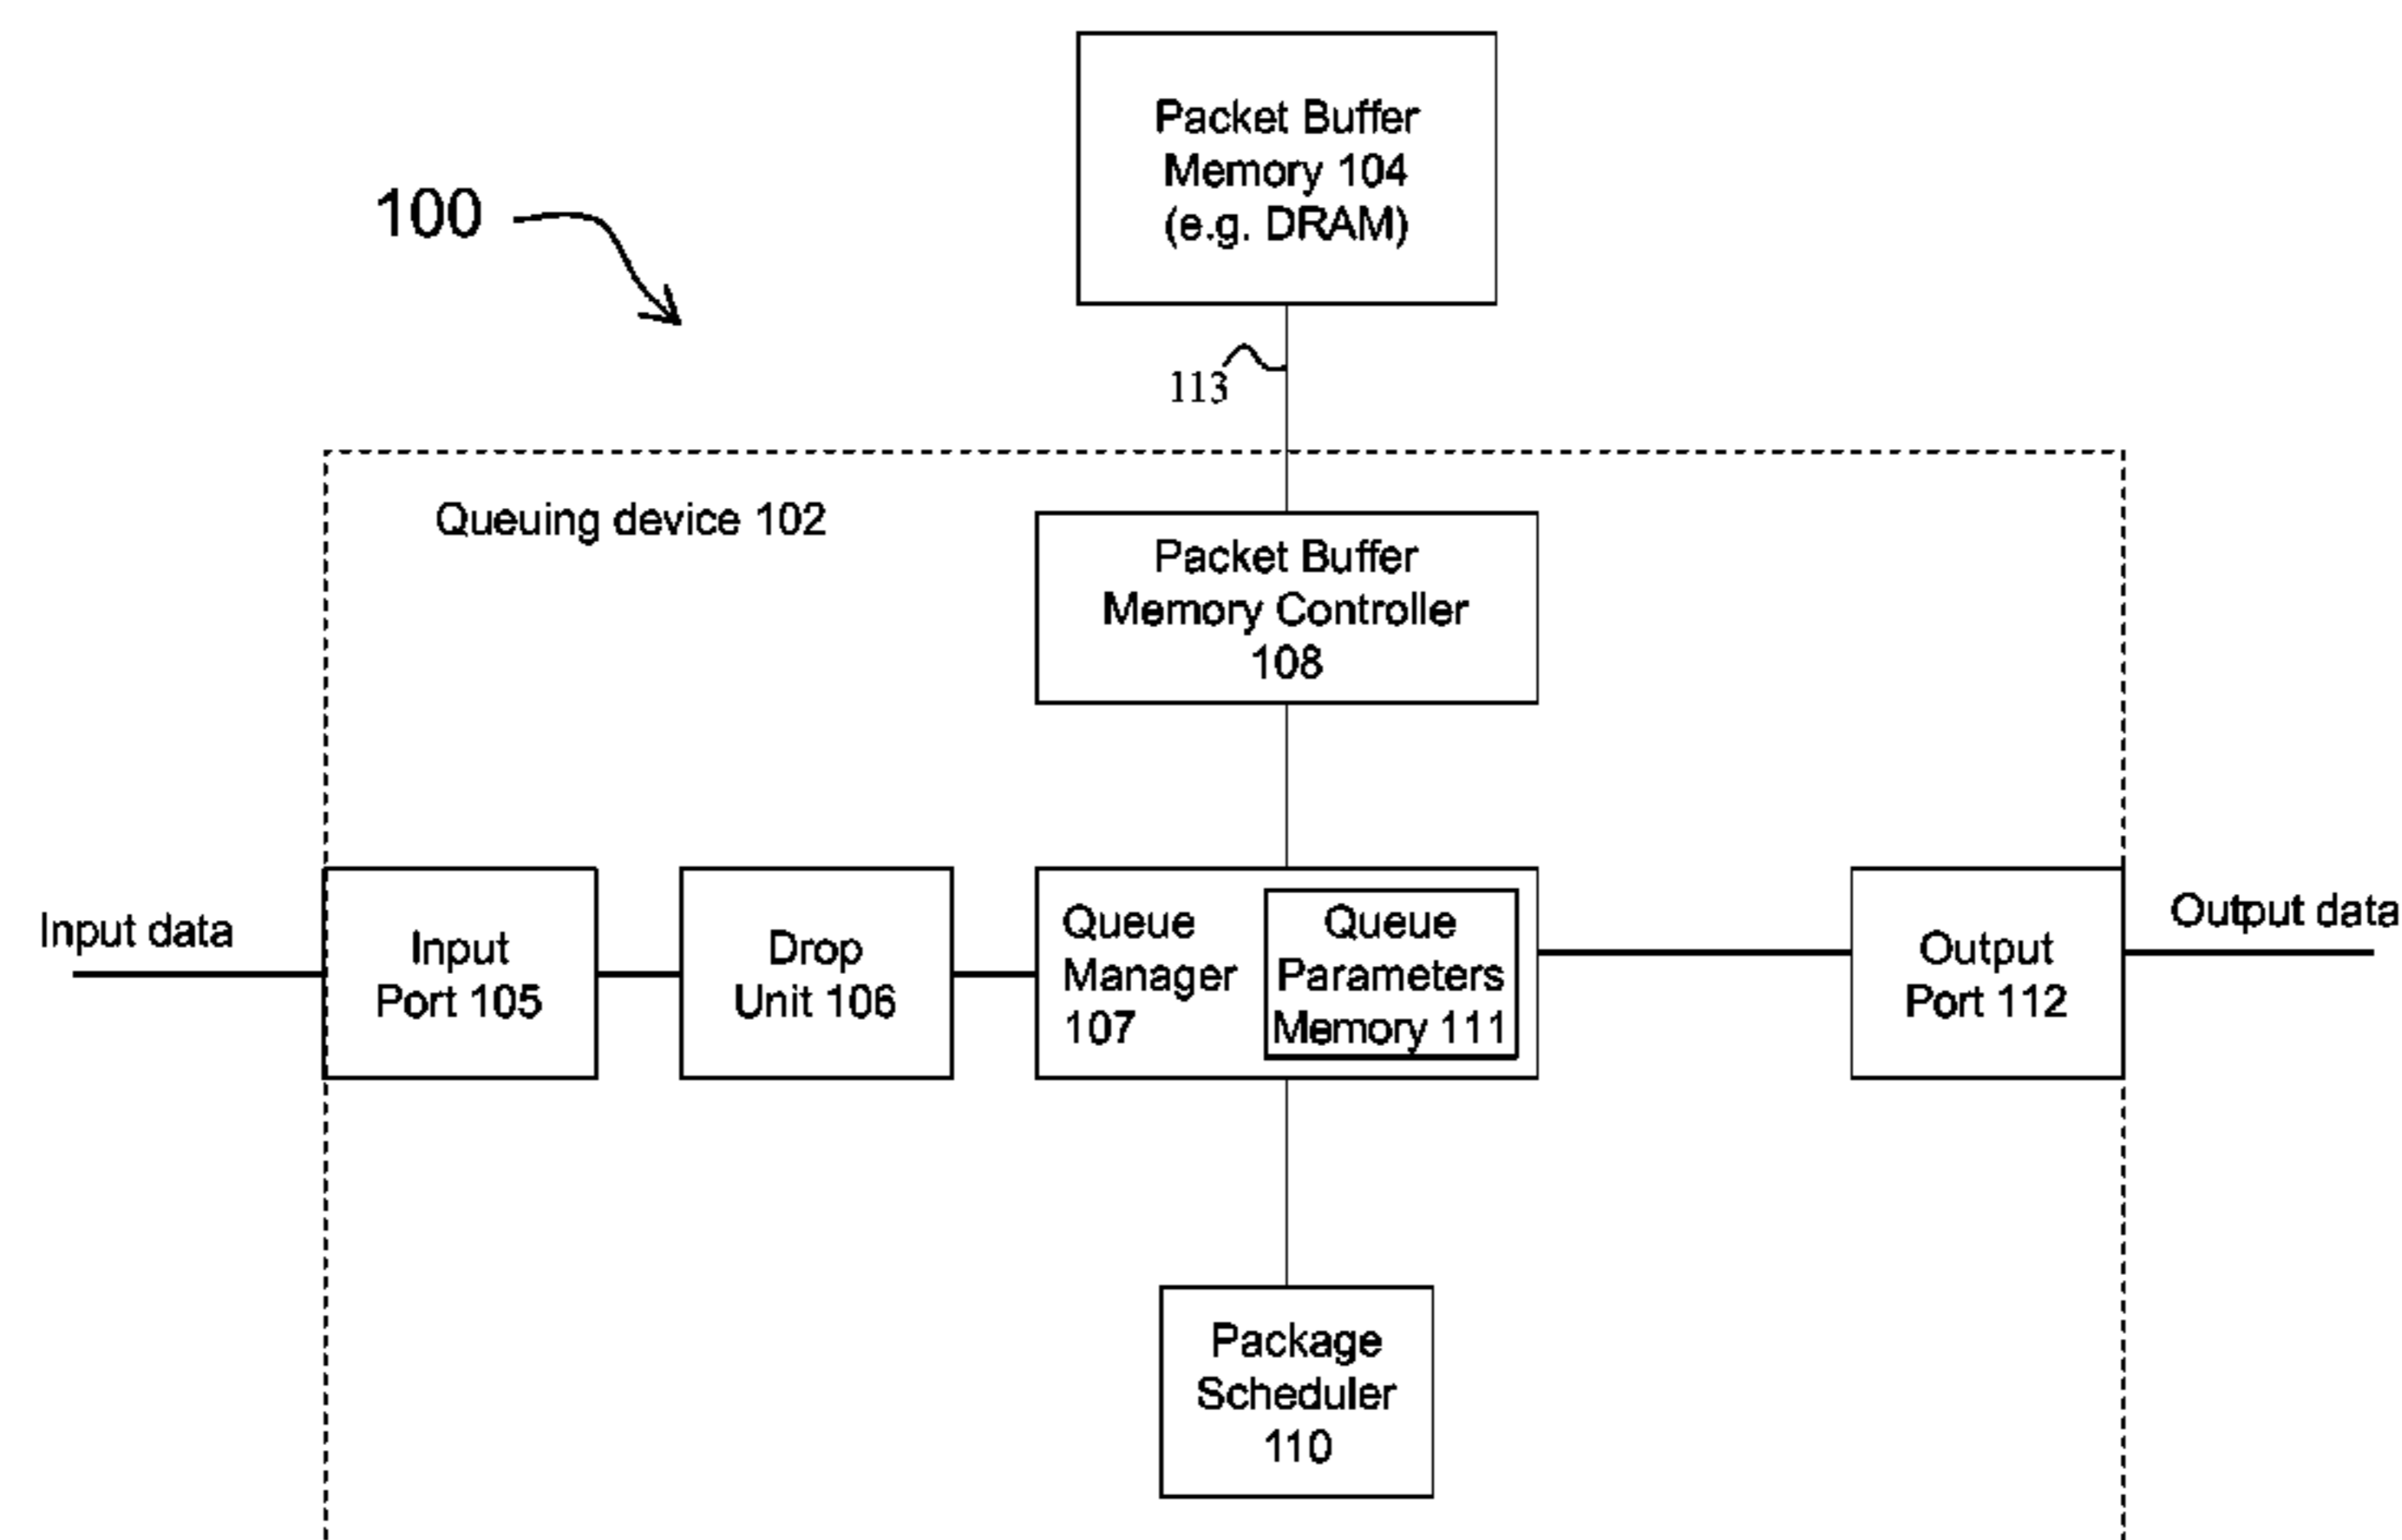 Packet Buffer
Memory 104
(e.g. DRAM)
100
113
Queuing device 102
Packet Buffer
Memory Controller
108
Input data
Input
Port 105
Drop
Unit 106
Queue
Manager
107
Queue
Parameters
Memory 111
Output
Port 112
Output data
Package
Scheduler
110